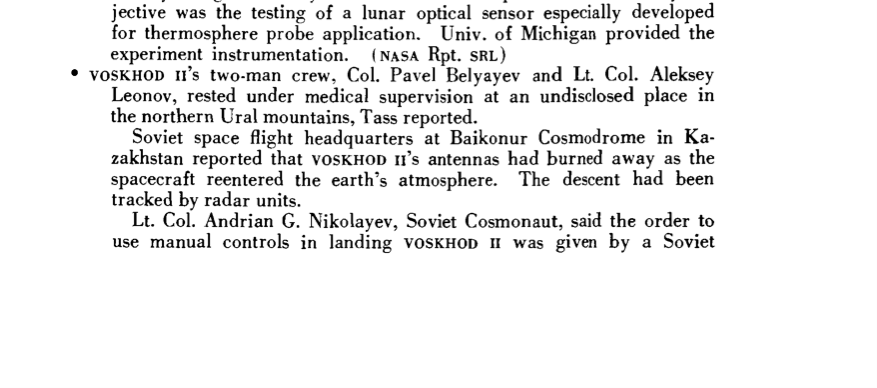 jective was the testing of a lunar optical sensor especially developed
for thermosphere probe application. Univ. of Michigan provided the
experiment instrumentation. (NASA Rpt. SRL)
• VOSKHOD II's two-man crew, Col. Pavel Belyayev and Lt. Col. Aleksey
Leonov, rested under medical supervision at an undisclosed place in
the northern Ural mountains, Tass reported.
Soviet space flight headquarters at Baikonur Cosmodrome in Ka-
zakhstan reported that VOSKHOD II's antennas had burned away as the
spacecraft reentered the earth's atmosphere. The descent had been
tracked by radar units.
Lt. Col. Andrian G. Nikolayev, Soviet Cosmonaut, said the order to
use manual controls in landing VOSKHOD II was given by a Soviet